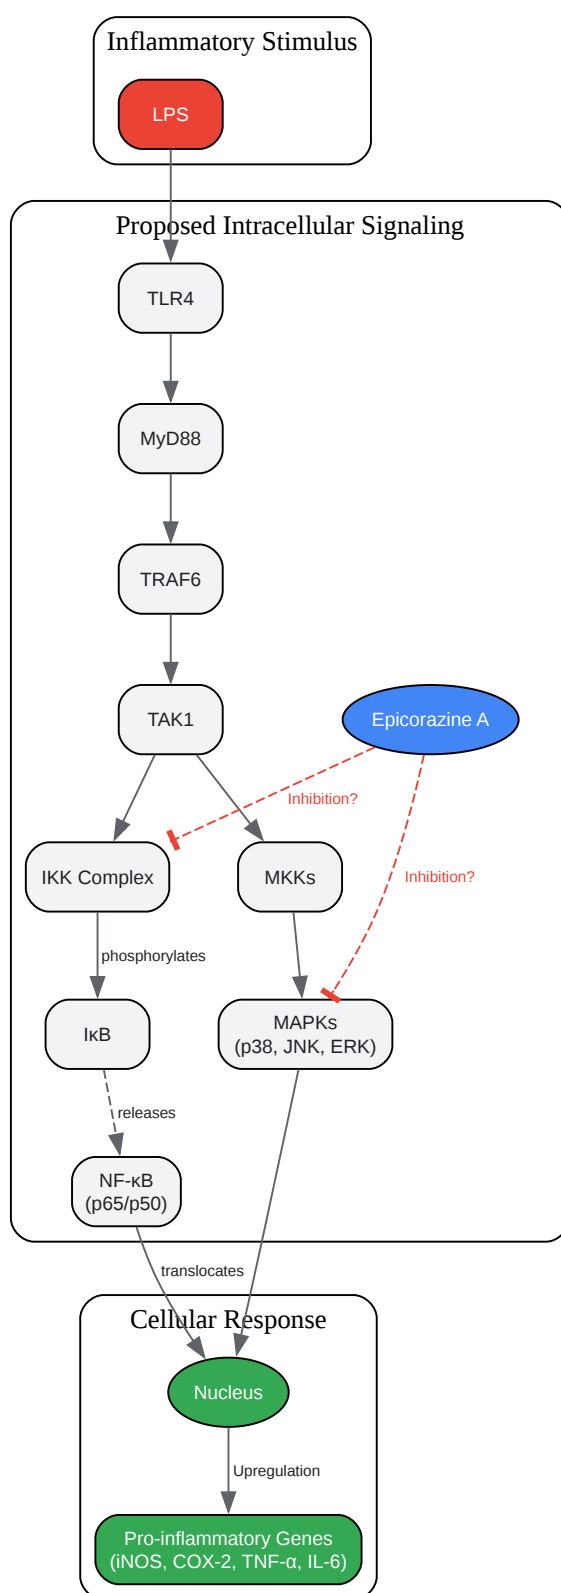 Inflammatory Stimulus
LPS
Proposed Intracellular Signaling
TLR4
MyD88
TRAF6
TAK1
Epicorazine A
Inhibition?
IKK Complex
MKKs
Inhibition?
phosphorylates
IκB
MAPKs
(p38, JNK, ERK)
releases
NF-κB
(p65/p50)
translocates
Cellular Response
Nucleus
Upregulation
Pro-inflammatory Genes
(iNOS, COX-2, TNF-α, IL-6)